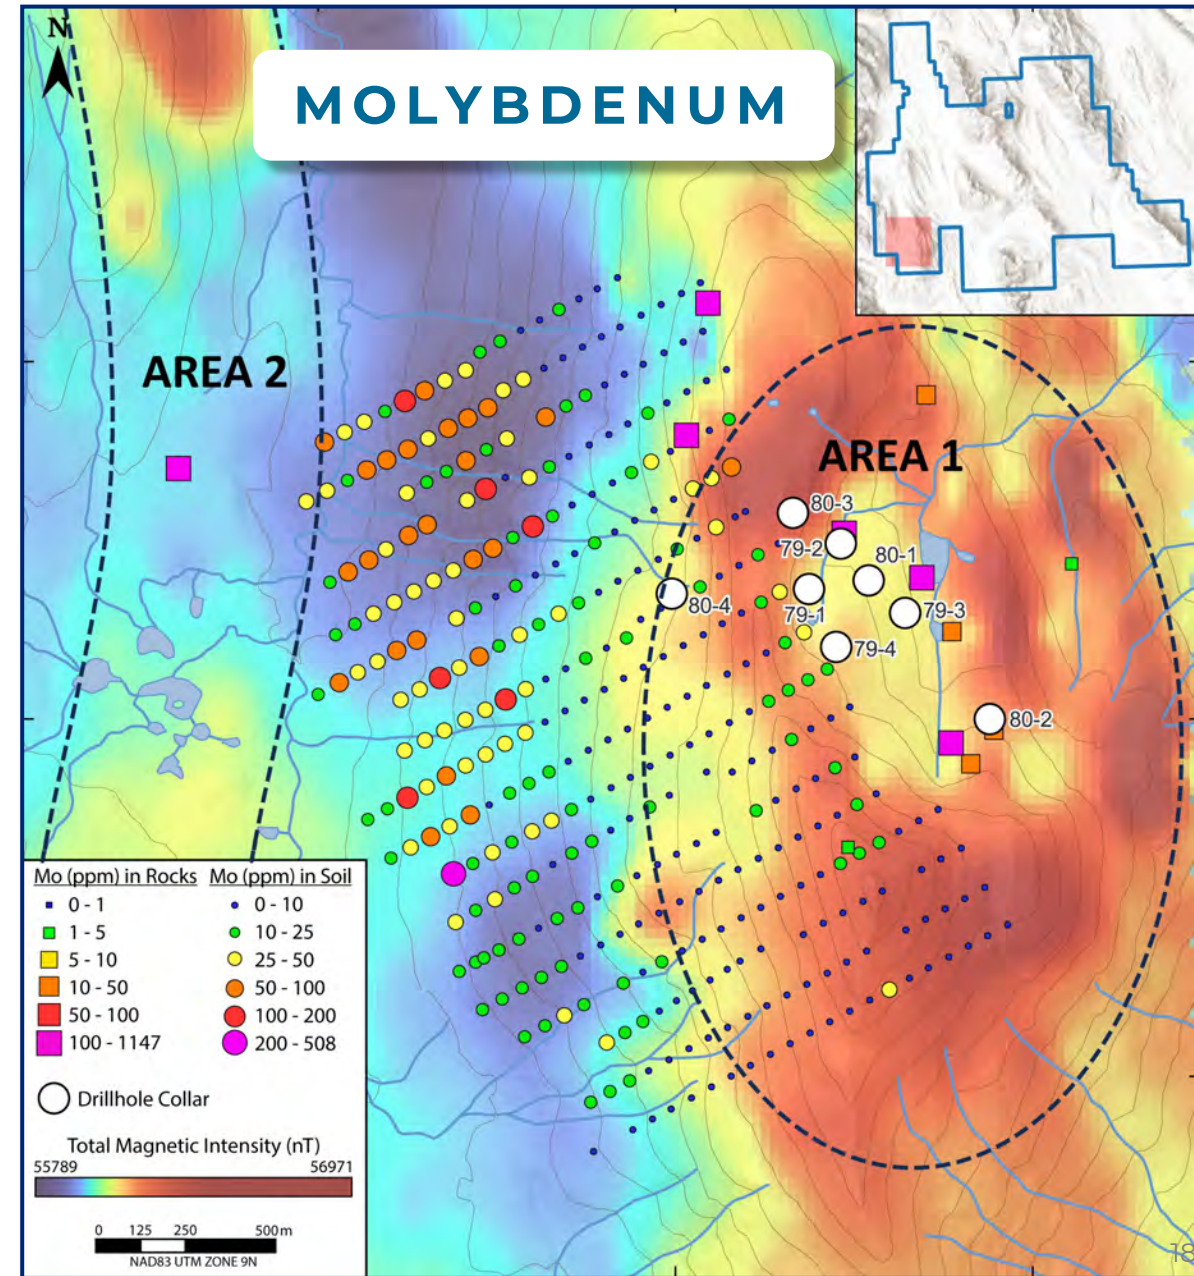 N
MOLYBDENUM
AREA 2
AREA 1
80-3
79-2
80-1
79-1
79-3
80-4
79-4
80-2
Mo (ppm) in Rocks Mo (ppm) in Soil
0 - 1 0 - 10
1 - 5 10 - 25
5 - 10 25 - 50
10 - 50 50 - 100
50 - 100 100 - 200
100 - 1147 200 - 508
Drillhole Collar
Total Magnetic Intensity (nT)
55789 56971
0 125 250 500 m
NAD83 UTM ZONE 9N
18